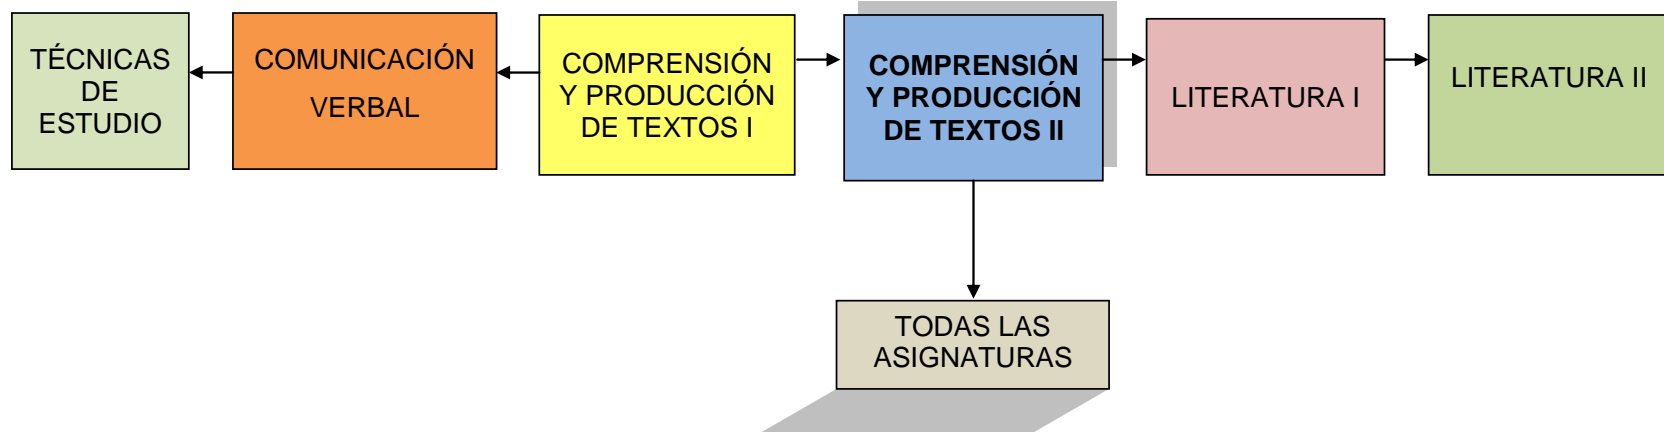 TÉCNICAS
DE
ESTUDIO
COMUNICACIÓN
VERBAL
COMPRENSIÓN
Y PRODUCCIÓN
DE TEXTOS I
COMPRENSIÓN
Y PRODUCCIÓN
DE TEXTOS II
LITERATURA I
LITERATURA II
TODAS LAS
ASIGNATURAS